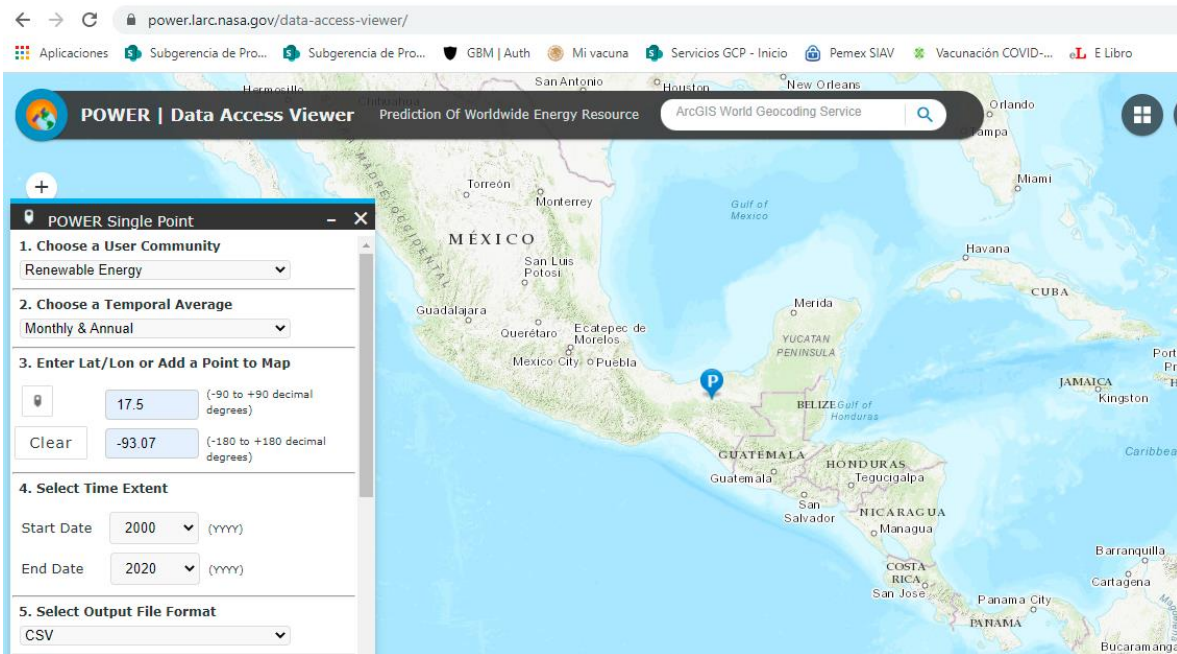 power.larc.nasa.gov/data-access-viewer/
Aplicaciones Subgerencia de Pro... Subgerencia de Pro... GBM | Auth Mi vacuna Servicios GCP - Inicio Pemex SIAV Vacunación COVID-... eL E Libro
POWER | Data Access Viewer Prediction Of Worldwide Energy Resource ArcGIS World Geocoding Service
POWER Single Point
1. Choose a User Community
Renewable Energy
2. Choose a Temporal Average
Monthly & Annual
3. Enter Lat/Lon or Add a Point to Map
17.5 (-90 to +90 decimal
degrees)
Clear -93.07 (-180 to +180 decimal
degrees)
4. Select Time Extent
Start Date 2000 (YYYY)
End Date 2020 (YYYY)
5. Select Output File Format
CSV
Hermosillo
Chihuahua
San Antonio
Houston
New Orleans
Orlando
Tampa
Miami
Torreón
Monterrey
Gulf of
Mexico
MÉXICO
San Luis
Potosi
Havana
CUBA
Guadalajara
Querétaro
Ecatepec de
Morelos
Mexico City
Puebla
Merida
YUCATAN
PENINSULA
P
BELIZE
Gulf of
Honduras
JAMAICA
Kingston
GUATEMALA
Guatemala
HONDURAS
Tegucigalpa
San
Salvador
NICARAGUA
Managua
COSTA
RICA
San Jose
Panama City
PANAMA
Barranquilla
Cartagena
Bucaramanga
Caribbea
Port